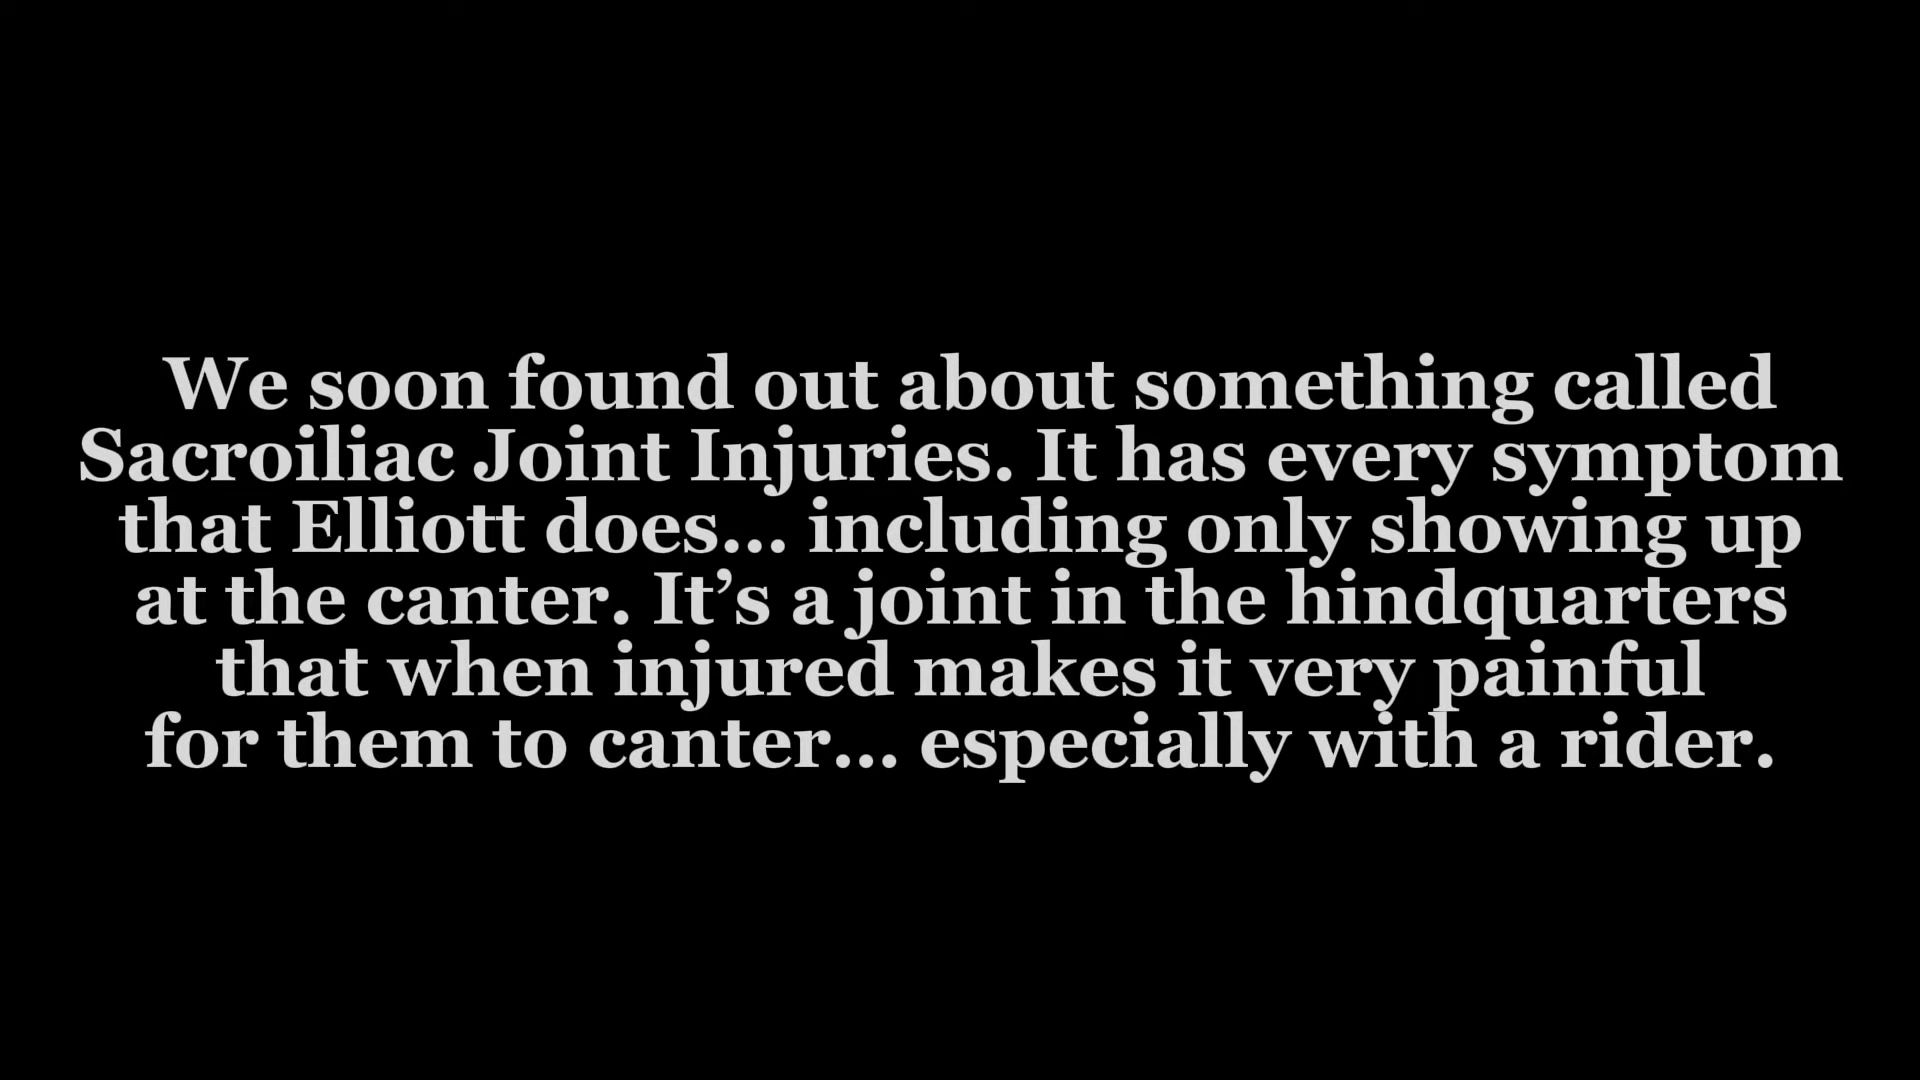 We soon found out about something called
Sacroiliac Joint Injuries. It has every symptom
that Elliott does... including only showing up
at the canter. It’s a joint in the hindquarters
that when injured makes it very painful
for them to canter... especially with a rider.